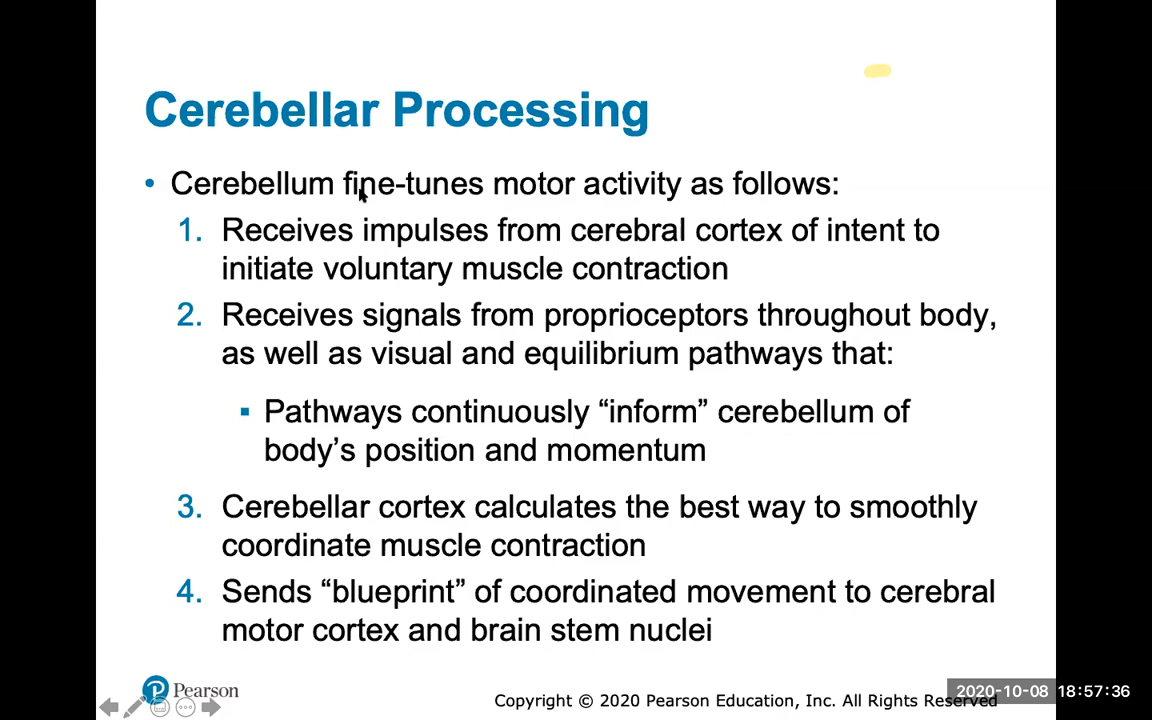 Cerebellar Processing
• Cerebellum fine-tunes motor activity as follows:
1. Receives impulses from cerebral cortex of intent to
initiate voluntary muscle contraction
2. Receives signals from proprioceptors throughout body,
as well as visual and equilibrium pathways that:
▪ Pathways continuously “inform” cerebellum of
body’s position and momentum
3. Cerebellar cortex calculates the best way to smoothly
coordinate muscle contraction
4. Sends “blueprint” of coordinated movement to cerebral
motor cortex and brain stem nuclei
P Pearson
Copyright © 2020 Pearson Education, Inc. All Rights Reserved
2020-10-08 18:57:36